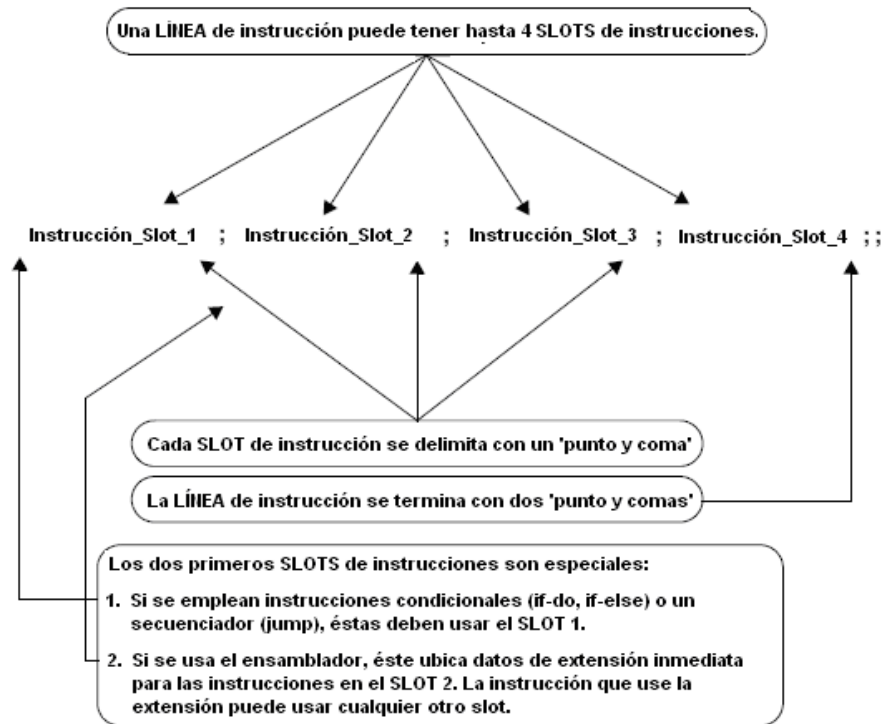 Una LÍNEA de instrucción puede tener hasta 4 SLOTS de instrucciones.
Instrucción_Slot_1 ; Instrucción_Slot_2 ; Instrucción_Slot_3 ; Instrucción_Slot_4 ; ;
Cada SLOT de instrucción se delimita con un 'punto y coma'
La LÍNEA de instrucción se termina con dos 'punto y comas'
Los dos primeros SLOTS de instrucciones son especiales:
1. Si se emplean instrucciones condicionales (if-do, if-else) o un
secuenciador (jump), éstas deben usar el SLOT 1.
2. Si se usa el ensamblador, éste ubica datos de extensión inmediata
para las instrucciones en el SLOT 2. La instrucción que use la
extensión puede usar cualquier otro slot.